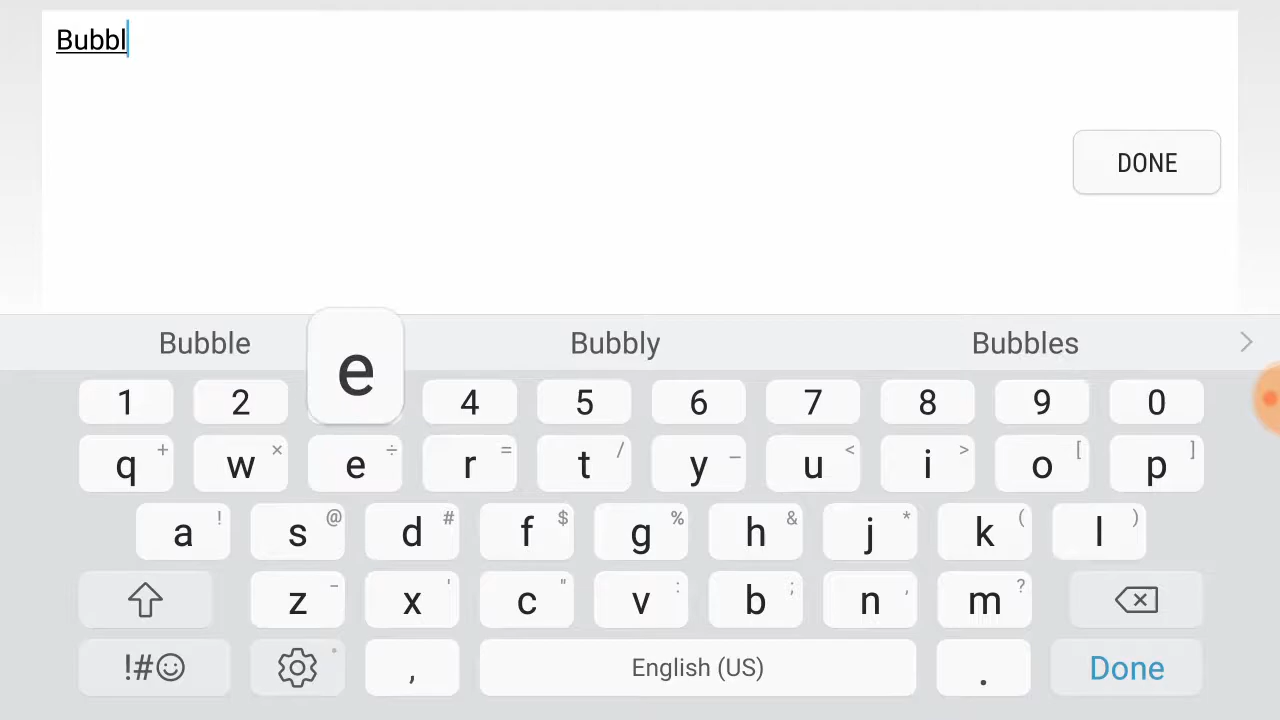 Bubbl
DONE
Bubble Bubbly Bubbles >
e
1 2 4 5 6 7 8 9 0
q + w × e ÷ r = t / y _ u < i > o [ p ]
a ! s @ d # f $ g % h & j * k ( l )
z - x ' c " v : b ; n , m ?
!#☺ , English (US) . Done